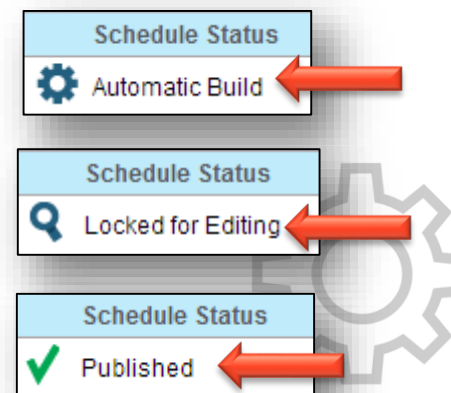 Schedule Status
Automatic Build
Schedule Status
Locked for Editing
Schedule Status
Published